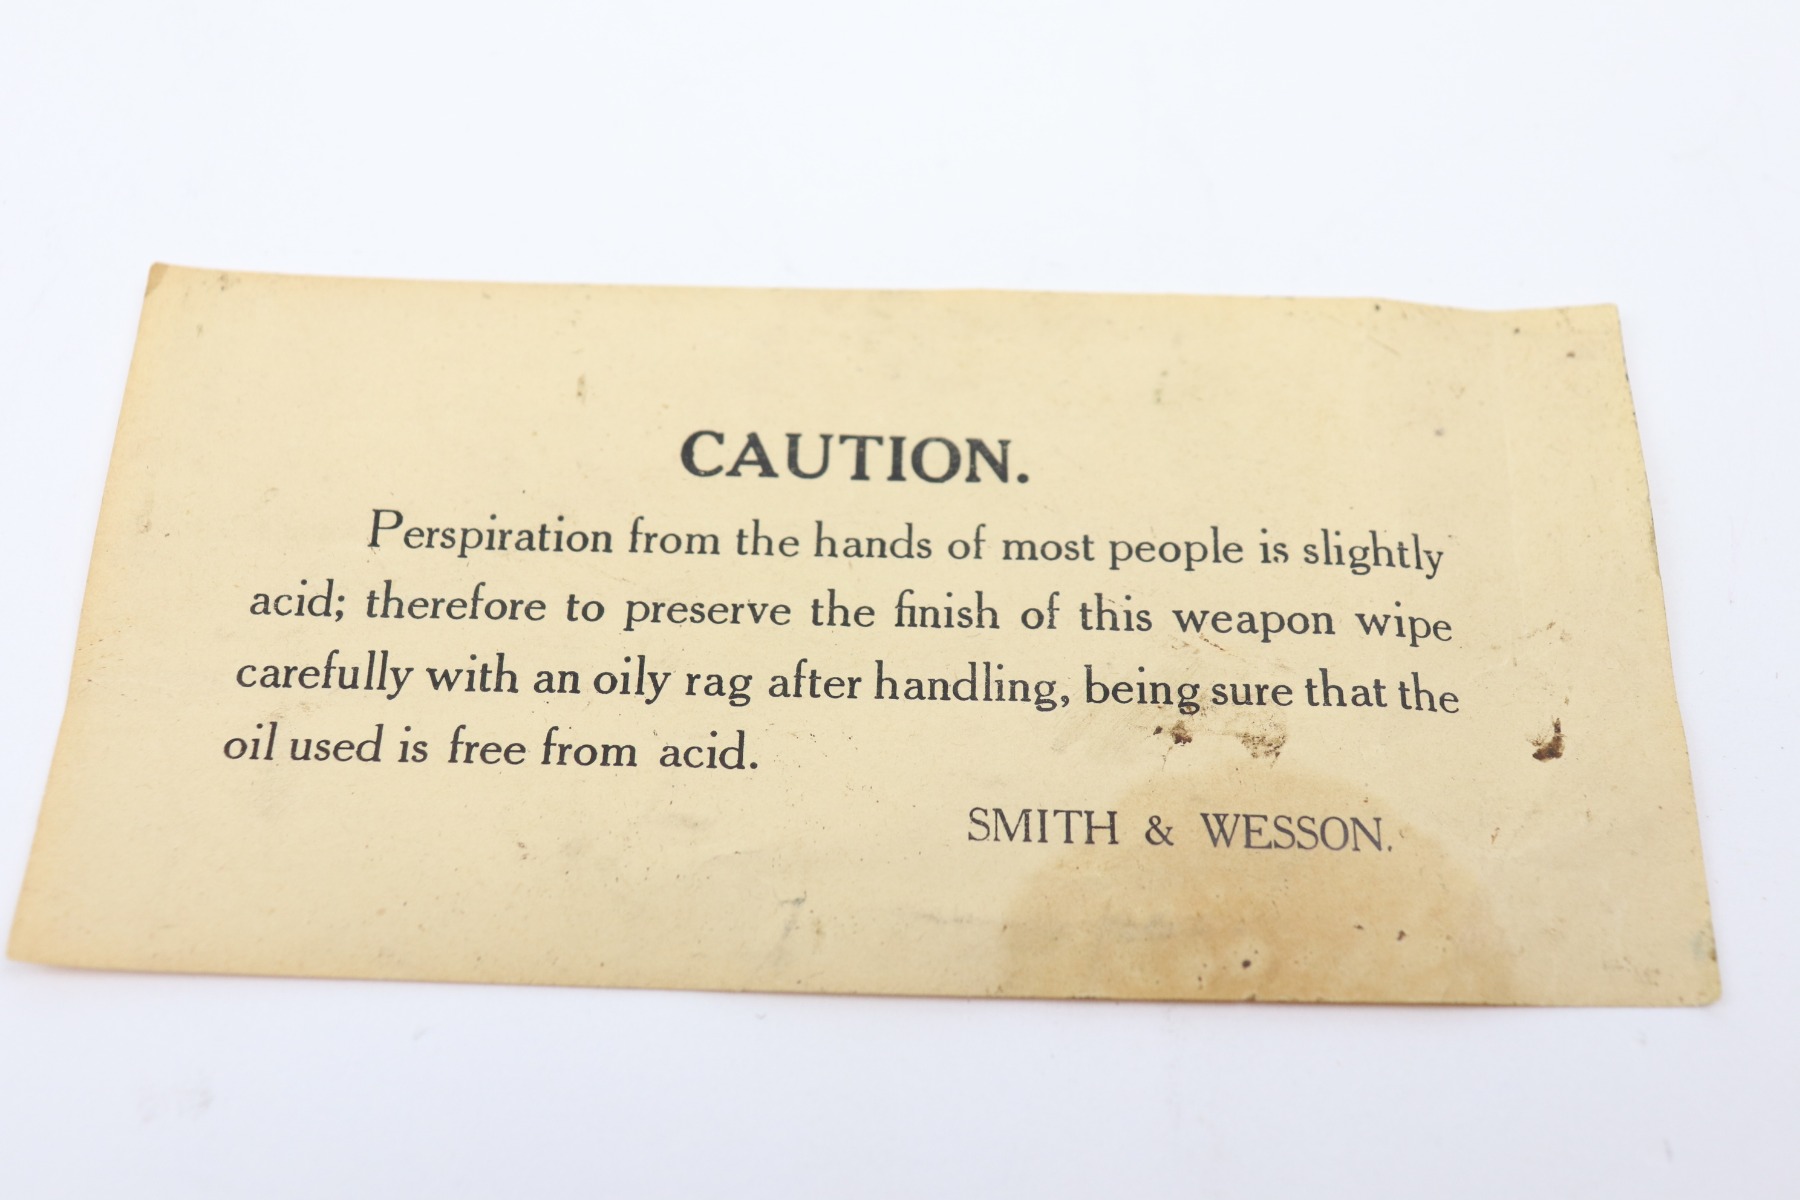 CAUTION.
Perspiration from the hands of most people is slightly
acid; therefore to preserve the finish of this weapon wipe
carefully with an oily rag after handling, being sure that the
oil used is free from acid.
SMITH & WESSON.